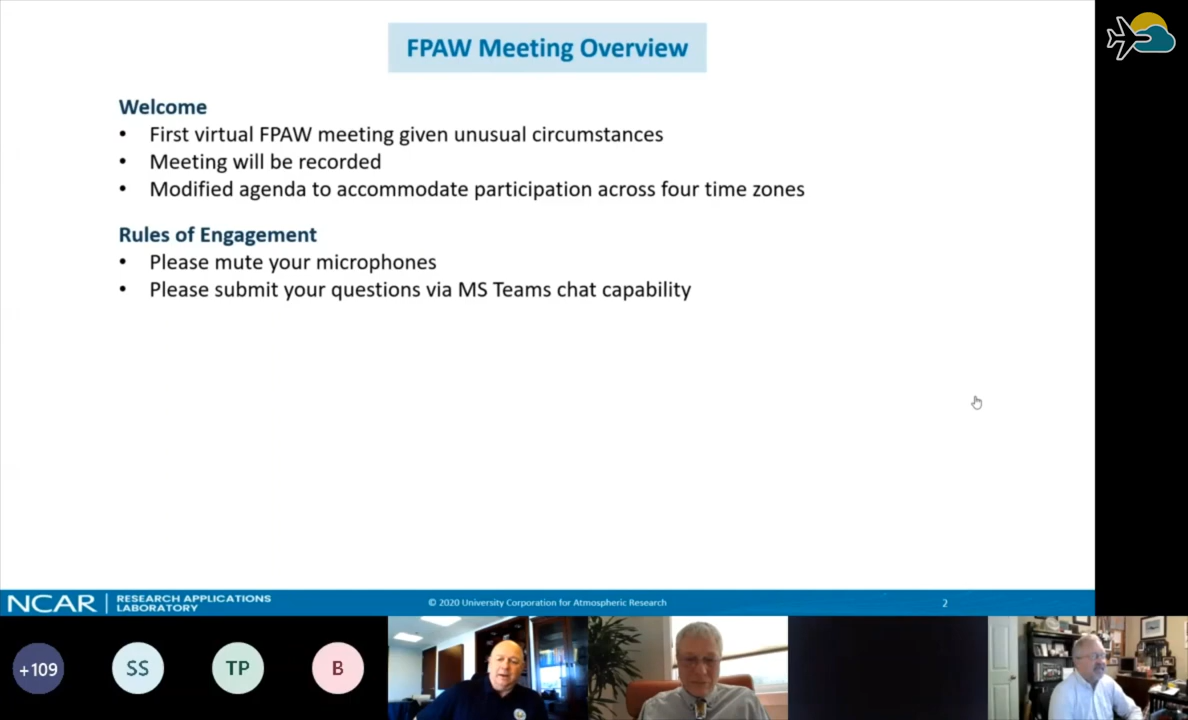 FPAW Meeting Overview
Welcome
• First virtual FPAW meeting given unusual circumstances
• Meeting will be recorded
• Modified agenda to accommodate participation across four time zones
Rules of Engagement
• Please mute your microphones
• Please submit your questions via MS Teams chat capability
NCAR | RESEARCH APPLICATIONS
LABORATORY
© 2020 University Corporation for Atmospheric Research
2
+109
SS
TP
B